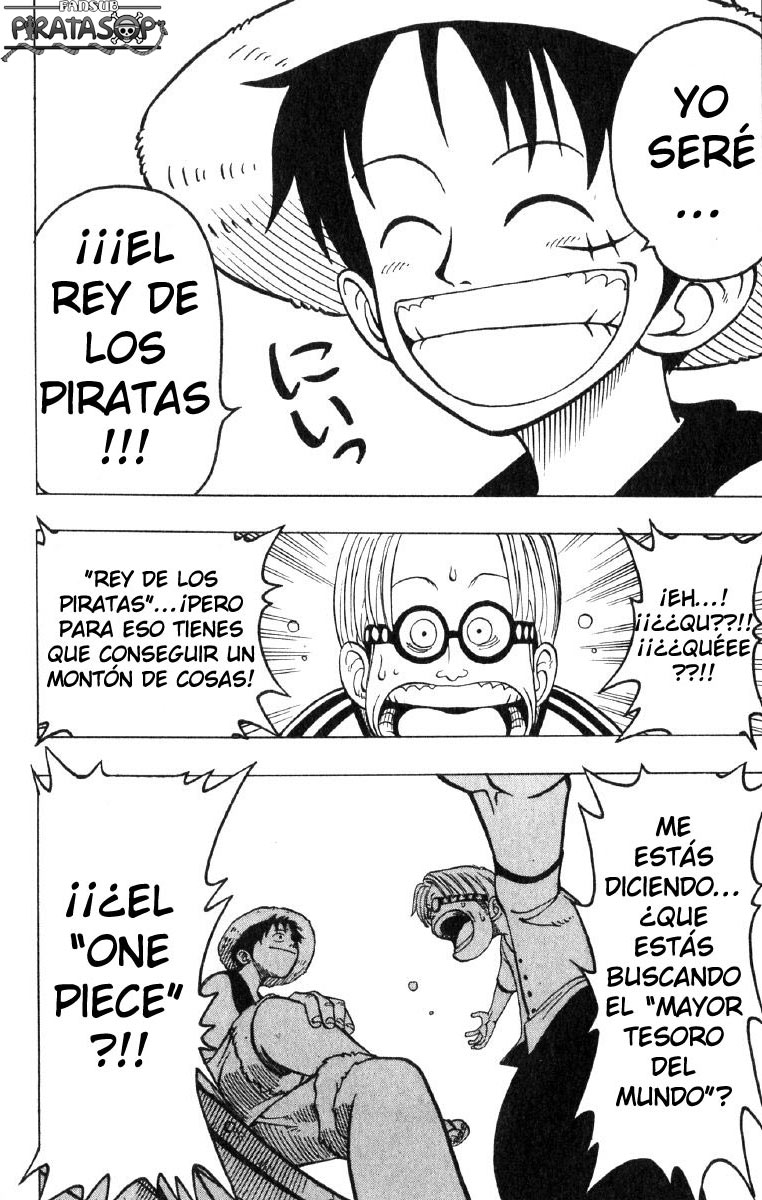 FANSUB
PIRATASOP
YO
SERÉ
...
¡¡¡EL
REY DE
LOS
PIRATAS
!!!
にいっ
¡EH...!
¡¡¿¿QU??!!
¡¡¿¿QUÉEE
??!!
"REY DE LOS
PIRATAS"...¡PERO
PARA ESO TIENES
QUE CONSEGUIR UN
MONTÓN DE COSAS!
ME
ESTÁS
DICIENDO...
¿QUE
ESTÁS
BUSCANDO
EL "MAYOR
TESORO
DEL
MUNDO"?
¡¡¿EL
"ONE
PIECE"
?!!